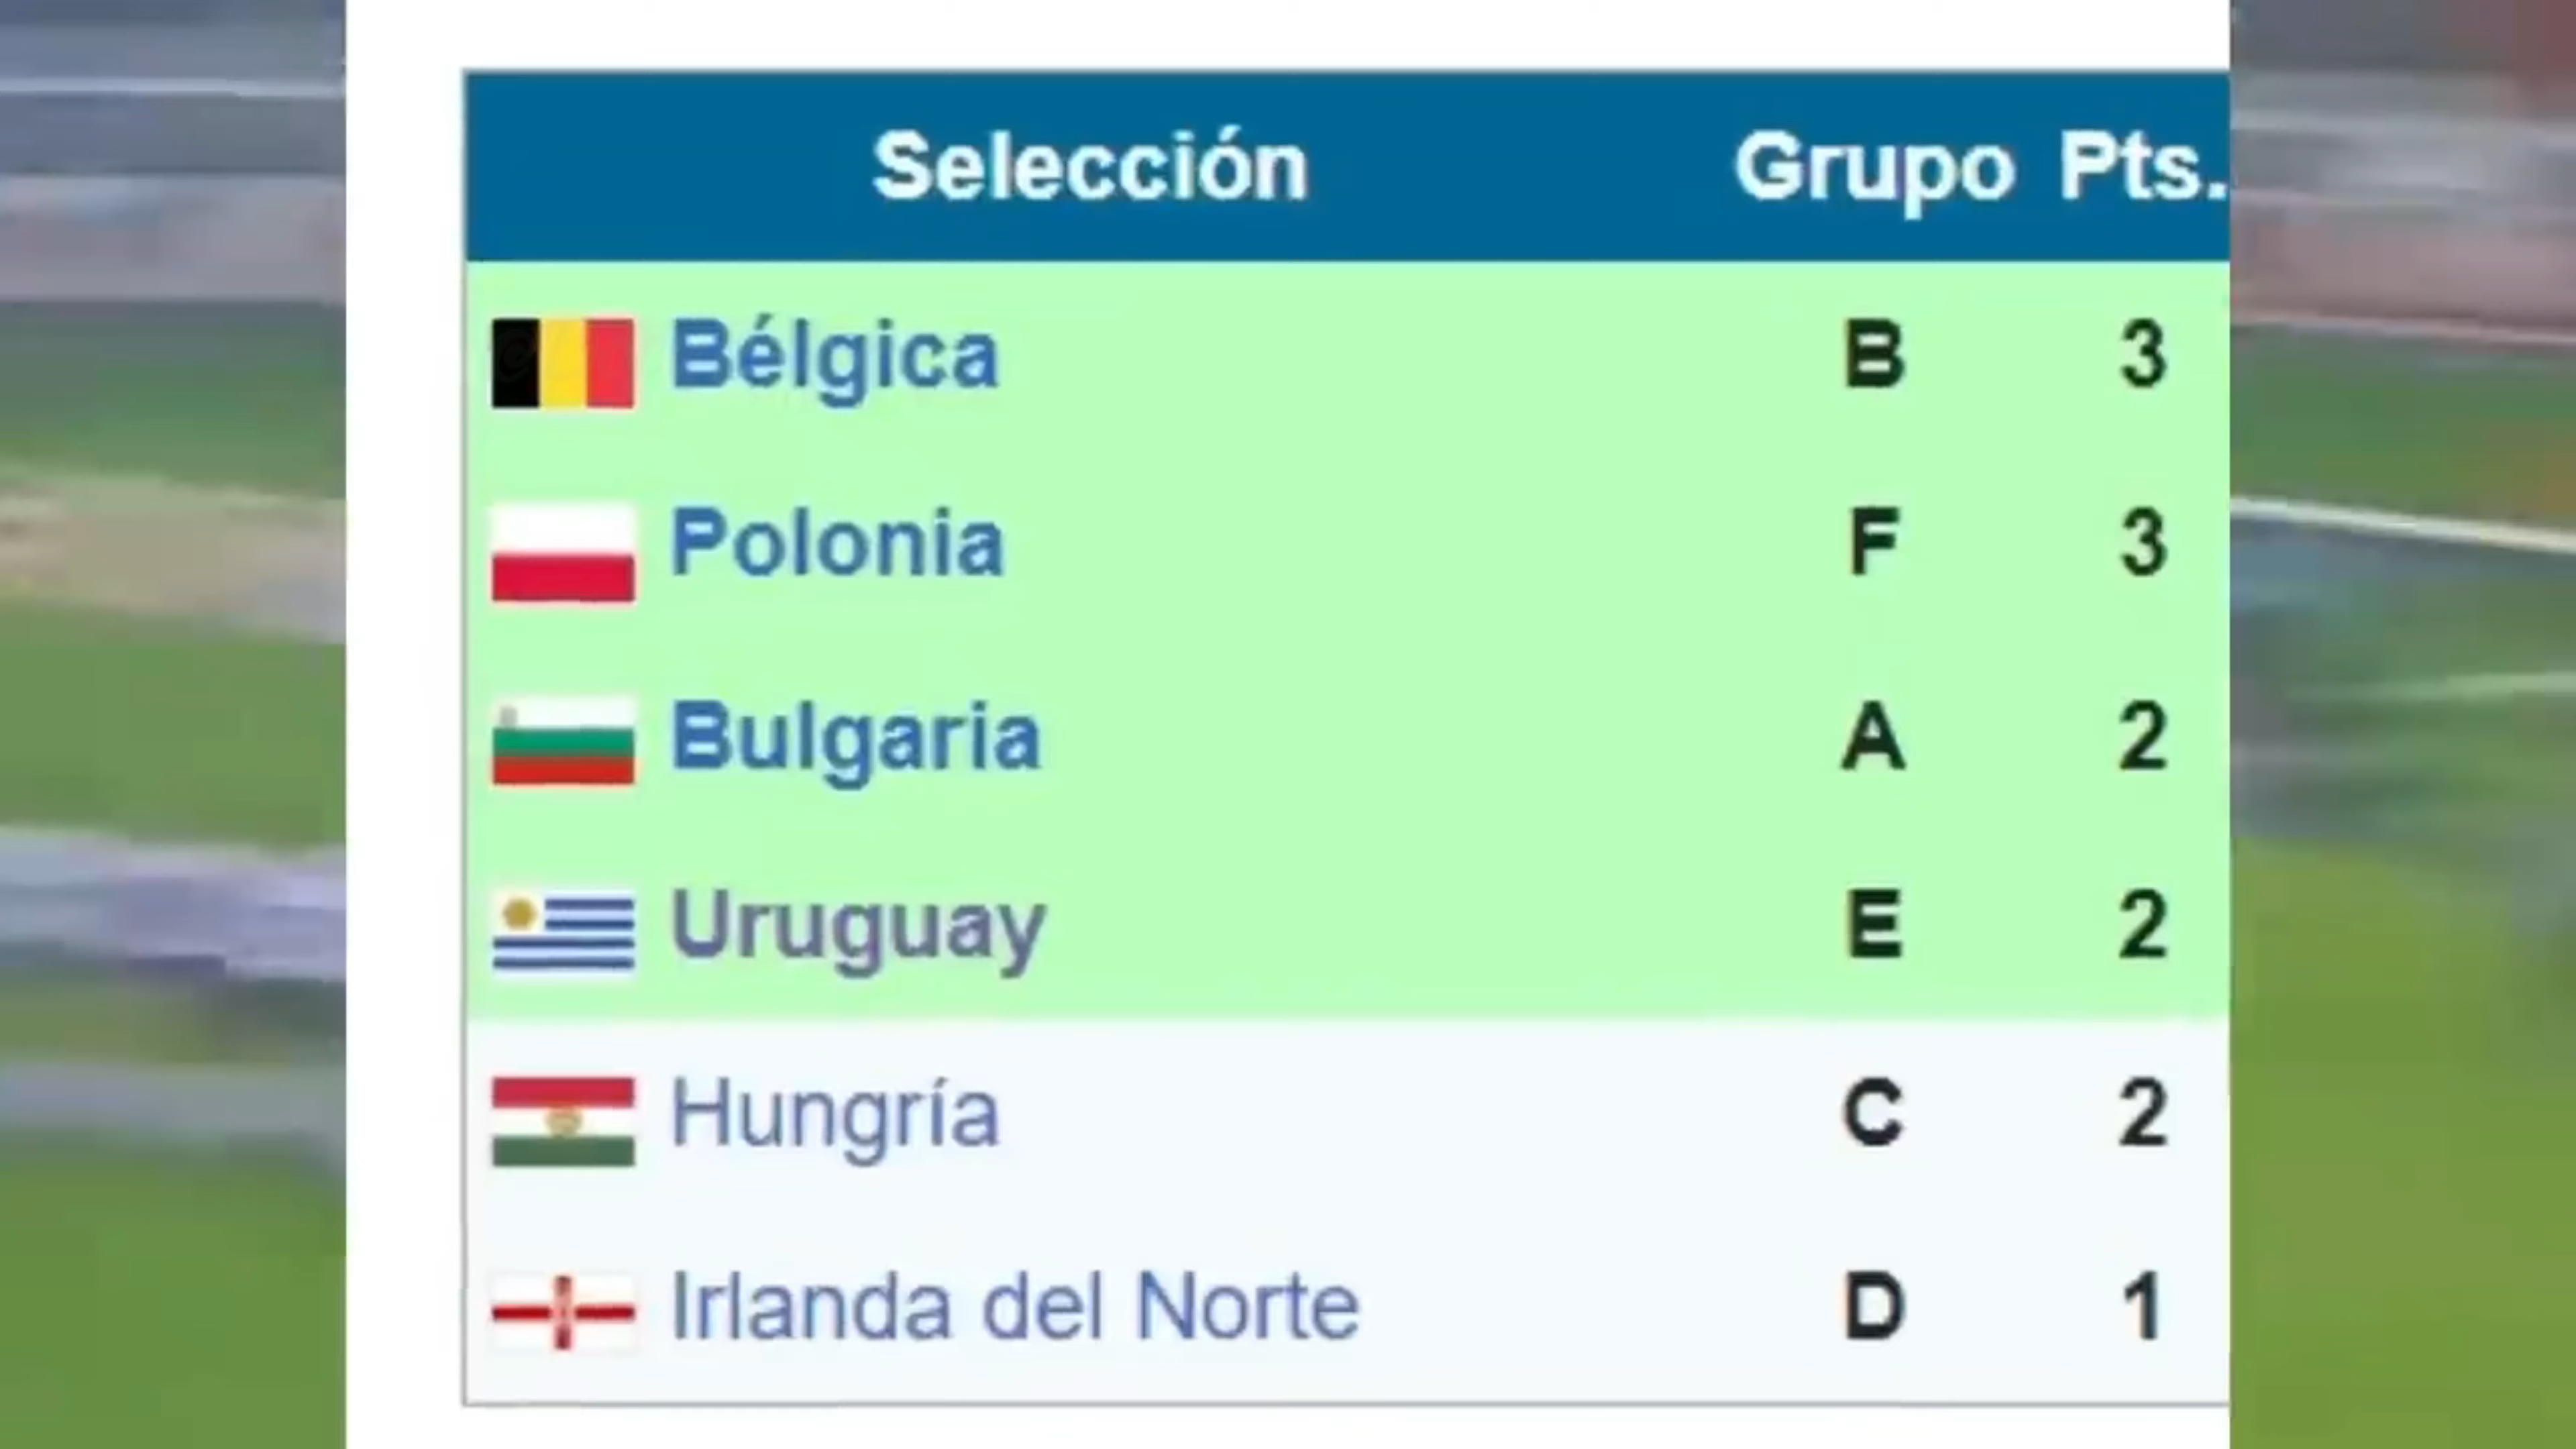 Selección Grupo Pts.
Bélgica B 3
Polonia F 3
Bulgaria A 2
Uruguay E 2
Hungría C 2
Irlanda del Norte D 1